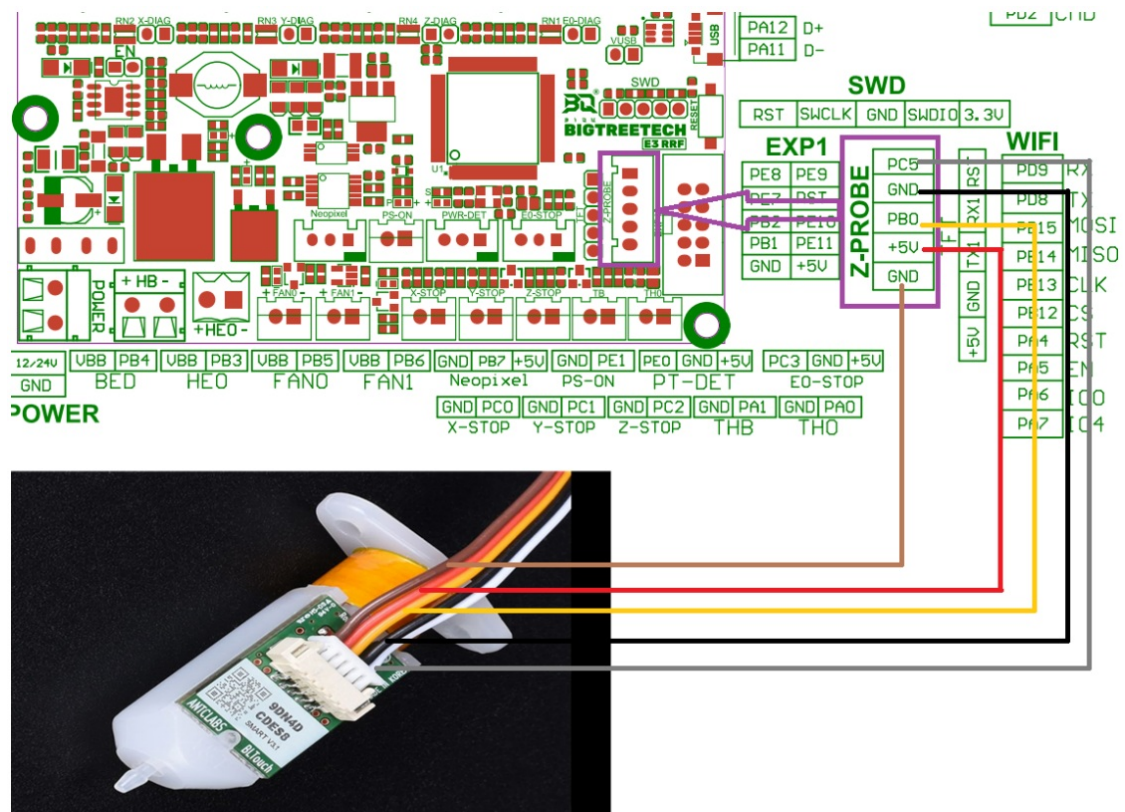 RN2 X-DIAG RN3 Y-DIAG RN4 Z-DIAG RN1 E0-DIAG
EN
VUSB
USB
PA12 D+
PA11 D-
PD2 CMD
SWD
RESET
BIGTREETECH
E3 RRF
U1
SWD
RST SWCLK GND SWDIO 3.3V
EXP1
PE8 PE9
PE7 RST
PB2 PE10
PB1 PE11
GND +5V
Z-PROBE
PC5
GND
PB0
+5V
GND
RX1
TX1
GND
+5V
WIFI
PD9 RX
PD8 TX
PB15 MOSI
PB14 MISO
PB13 CLK
PB12 CS
PA4 RST
PA5 EN
PA6 IO0
PA7 IO4
Neopixel PS-ON PWR-DET E0-STOP
Z-PROBE
POWER
+ HB -
+HE0-
+ FAN0 - + FAN1 - X-STOP Y-STOP Z-STOP TB TH0
12/24V
GND
POWER
VBB PB4
BED
VBB PB3
HE0
VBB PB5
FAN0
VBB PB6
FAN1
GND PB7 +5V
Neopixel
GND PE1
PS-ON
PE0 GND +5V
PT-DET
PC3 GND +5V
E0-STOP
GND PC0
X-STOP
GND PC1
Y-STOP
GND PC2
Z-STOP
GND PA1
THB
GND PA0
TH0
9DN4D
CDES8
SMART V3.1
ANTCLABS
BLTouch